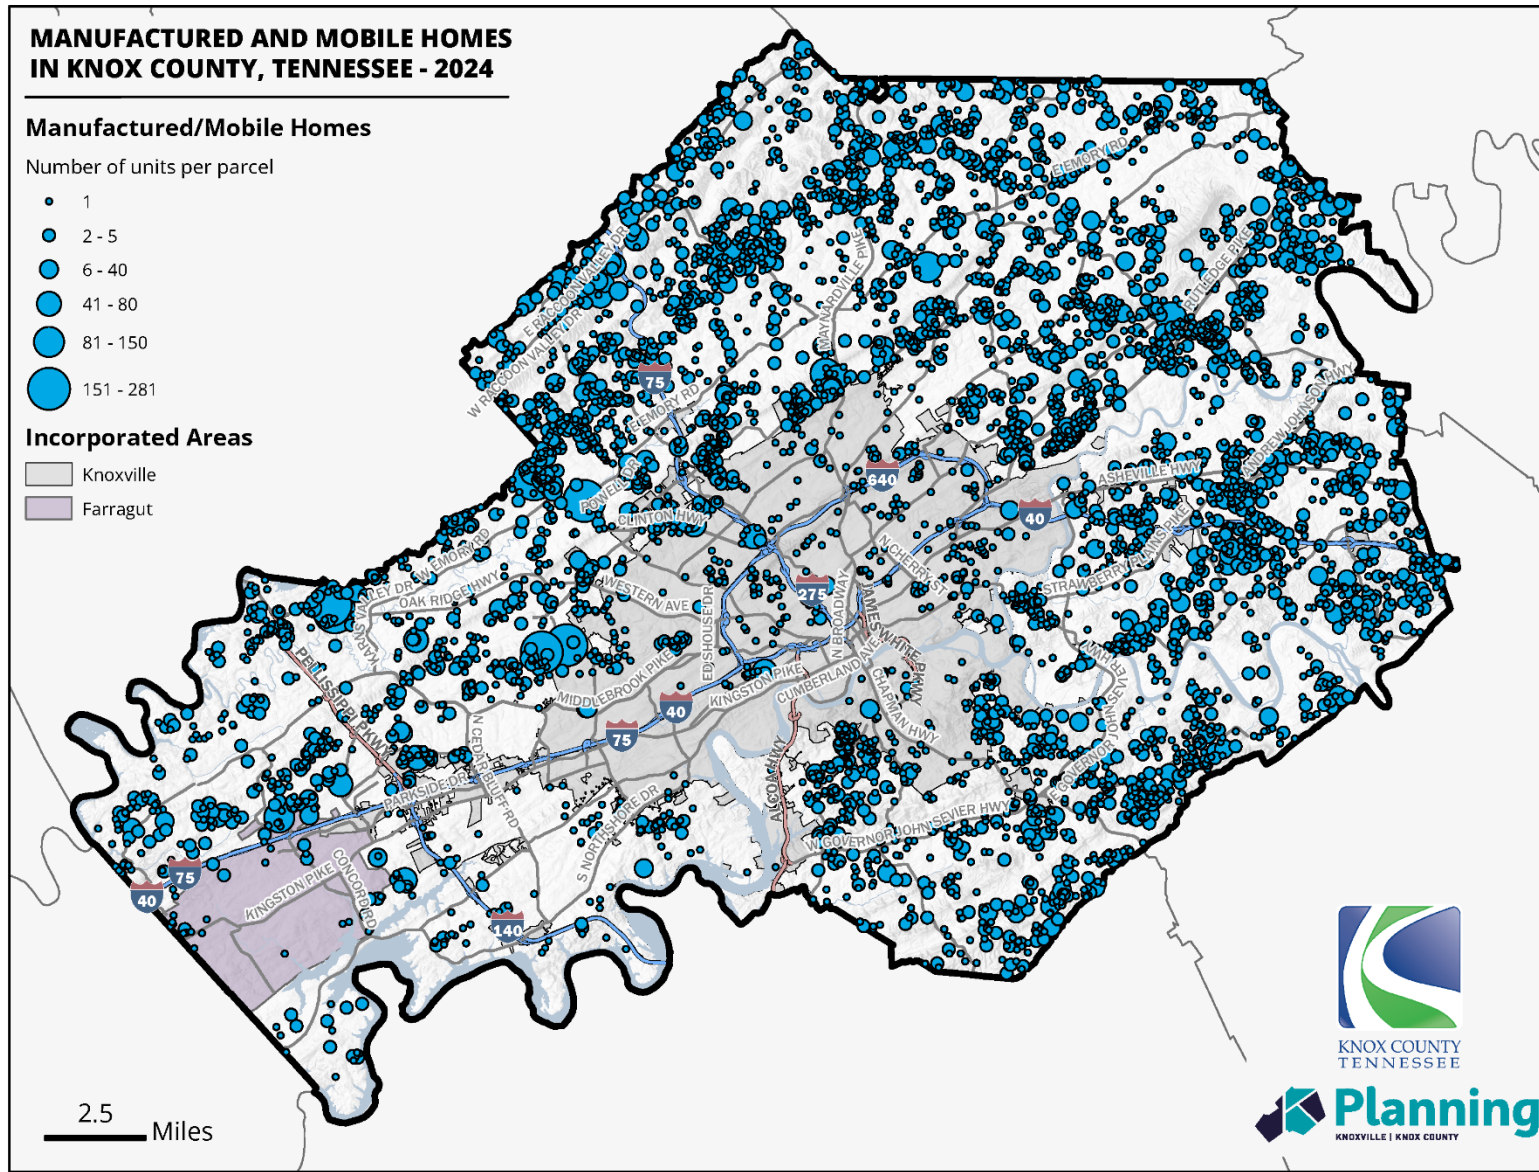 MANUFACTURED AND MOBILE HOMES
IN KNOX COUNTY, TENNESSEE - 2024
Manufactured/Mobile Homes
Number of units per parcel
1
2 - 5
6 - 40
41 - 80
81 - 150
151 - 281
Incorporated Areas
Knoxville
Farragut
E EMORY RD
E RACCOON VALLEY DR
W RACCOON VALLEY DR
MAYNARDVILLE PIKE
RUTLEDGE PIKE
75
E EMORY RD
ANDREW JOHNSON HWY
POWELL DR
640
ASHEVILLE HWY
CLINTON HWY
40
STRAWBERRY PLAINS PIKE
W EMORY RD
KARNS VALLEY DR
OAK RIDGE HWY
WESTERN AVE
N CHERRY ST
275
ED SHOUSE DR
N BROADWAY
JAMES WHITE PKWY
PELLISSIPPI PKWY
MIDDLEBROOK PIKE
KINGSTON PIKE
CUMBERLAND AVE
CHAPMAN HWY
GOVERNOR JOHN SEVIER HWY
40
75
N CEDAR BLUFF RD
PARKSIDE DR
ALCOA HWY
S NORTHSHORE DR
W GOVERNOR JOHN SEVIER HWY
75
40
KINGSTON PIKE
CONCORD RD
140
2.5
Miles
KNOX COUNTY
TENNESSEE
Planning
KNOXVILLE | KNOX COUNTY